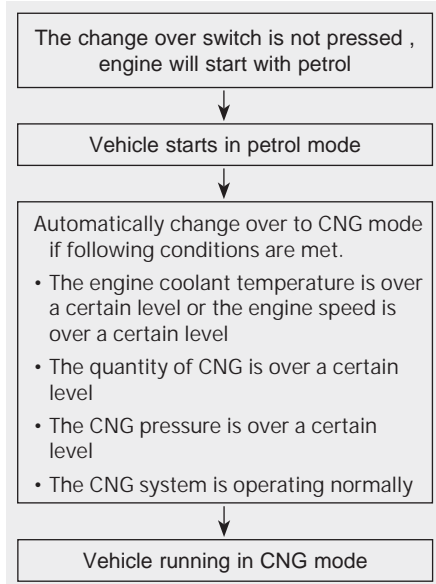 The change over switch is not pressed ,
engine will start with petrol
Vehicle starts in petrol mode
Automatically change over to CNG mode
if following conditions are met.
• The engine coolant temperature is over
a certain level or the engine speed is
over a certain level
• The quantity of CNG is over a certain
level
• The CNG pressure is over a certain
level
• The CNG system is operating normally
Vehicle running in CNG mode